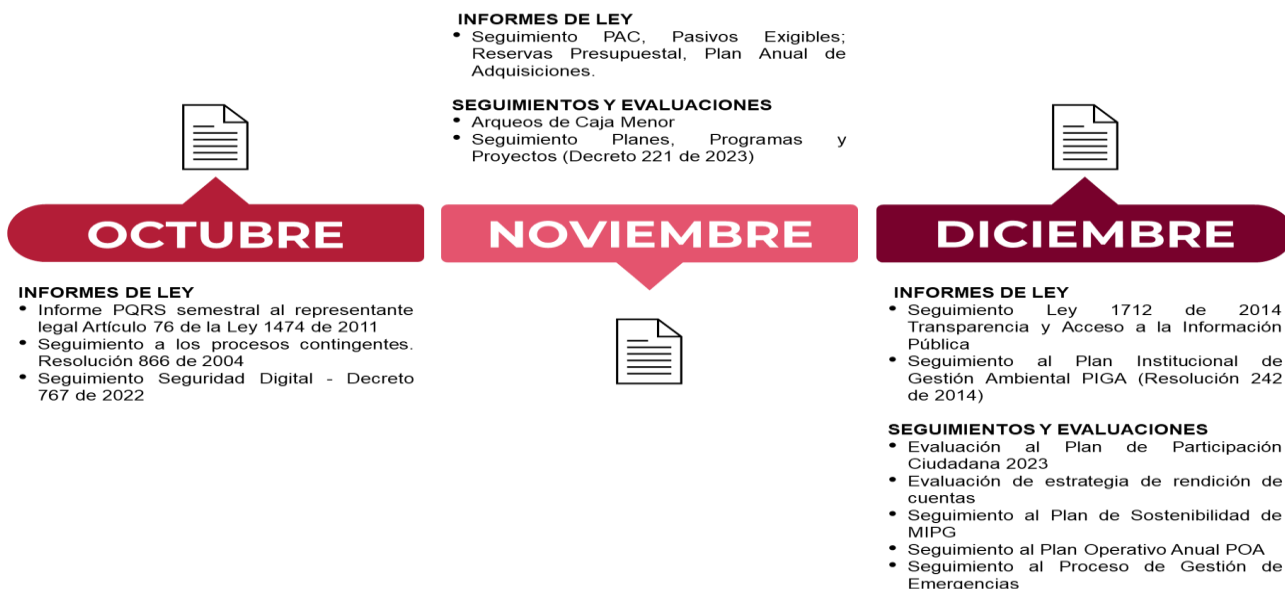 OCTUBRE
INFORMES DE LEY
• Informe PQRS semestral al representante
legal Artículo 76 de la Ley 1474 de 2011
• Seguimiento a los procesos contingentes.
Resolución 866 de 2004
• Seguimiento Seguridad Digital - Decreto
767 de 2022
INFORMES DE LEY
• Seguimiento PAC, Pasivos Exigibles;
Reservas Presupuestal, Plan Anual de
Adquisiciones.
SEGUIMIENTOS Y EVALUACIONES
• Arqueos de Caja Menor
• Seguimiento Planes, Programas y
Proyectos (Decreto 221 de 2023)
NOVIEMBRE
DICIEMBRE
INFORMES DE LEY
• Seguimiento Ley 1712 de 2014
Transparencia y Acceso a la Información
Pública
• Seguimiento al Plan Institucional de
Gestión Ambiental PIGA (Resolución 242
de 2014)
SEGUIMIENTOS Y EVALUACIONES
• Evaluación al Plan de Participación
Ciudadana 2023
• Evaluación de estrategia de rendición de
cuentas
• Seguimiento al Plan de Sostenibilidad de
MIPG
• Seguimiento al Plan Operativo Anual POA
• Seguimiento al Proceso de Gestión de
Emergencias